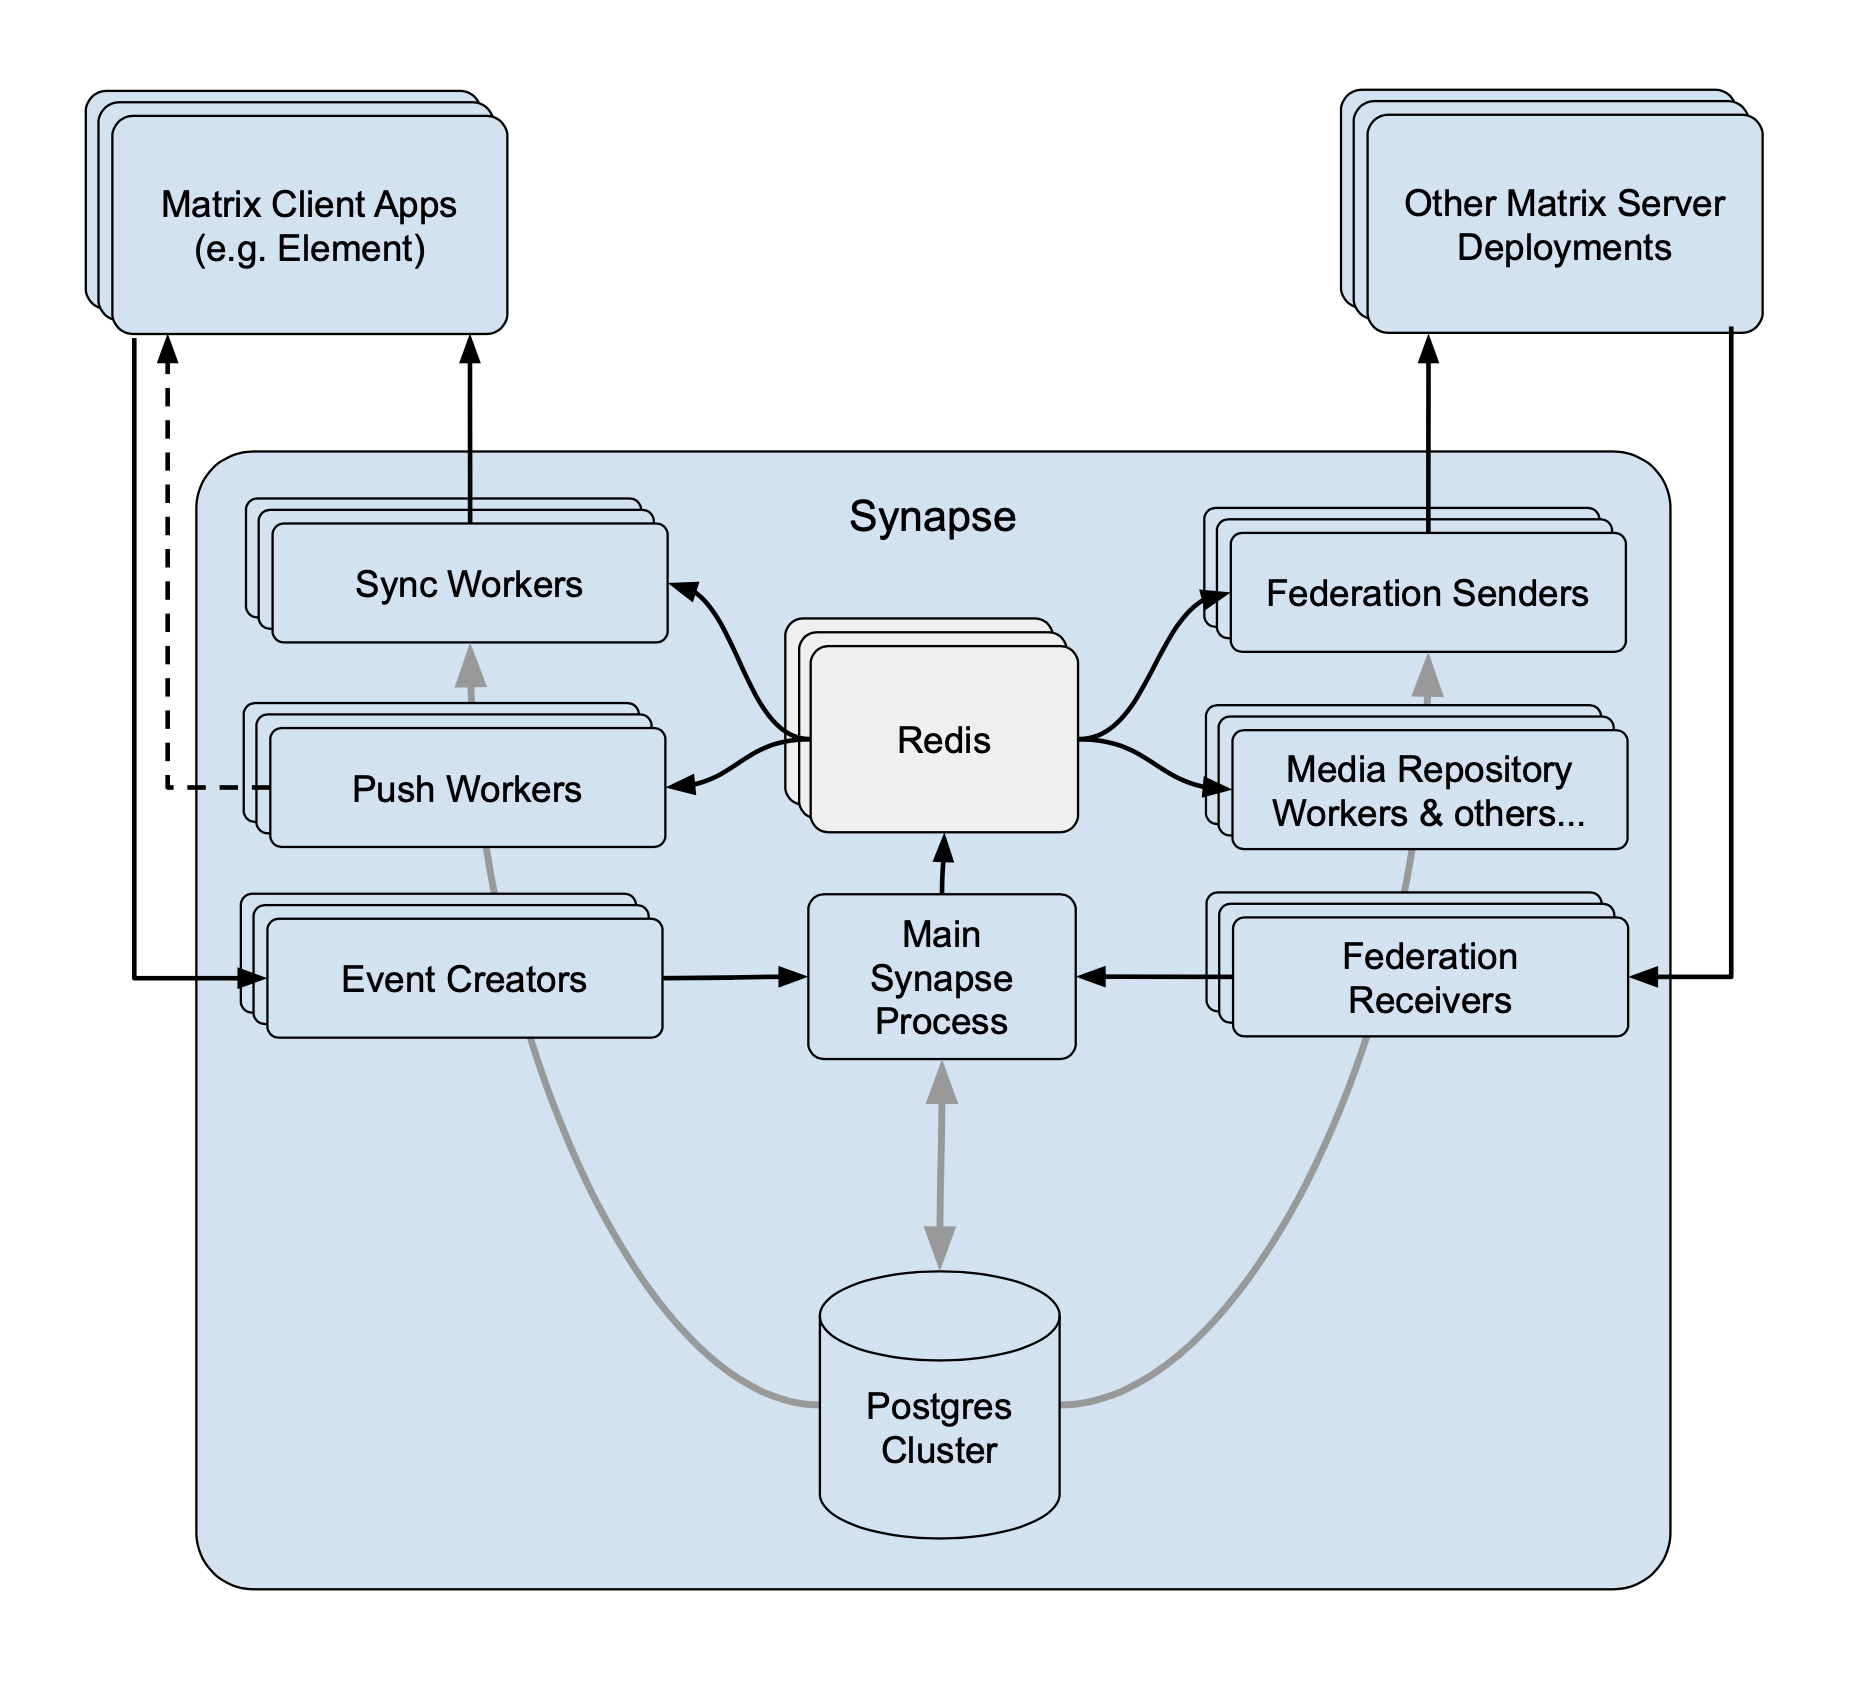 Matrix Client Apps
(e.g. Element)
Other Matrix Server
Deployments
Synapse
Sync Workers
Federation Senders
Redis
Push Workers
Media Repository
Workers & others...
Event Creators
Main
Synapse
Process
Federation
Receivers
Postgres
Cluster